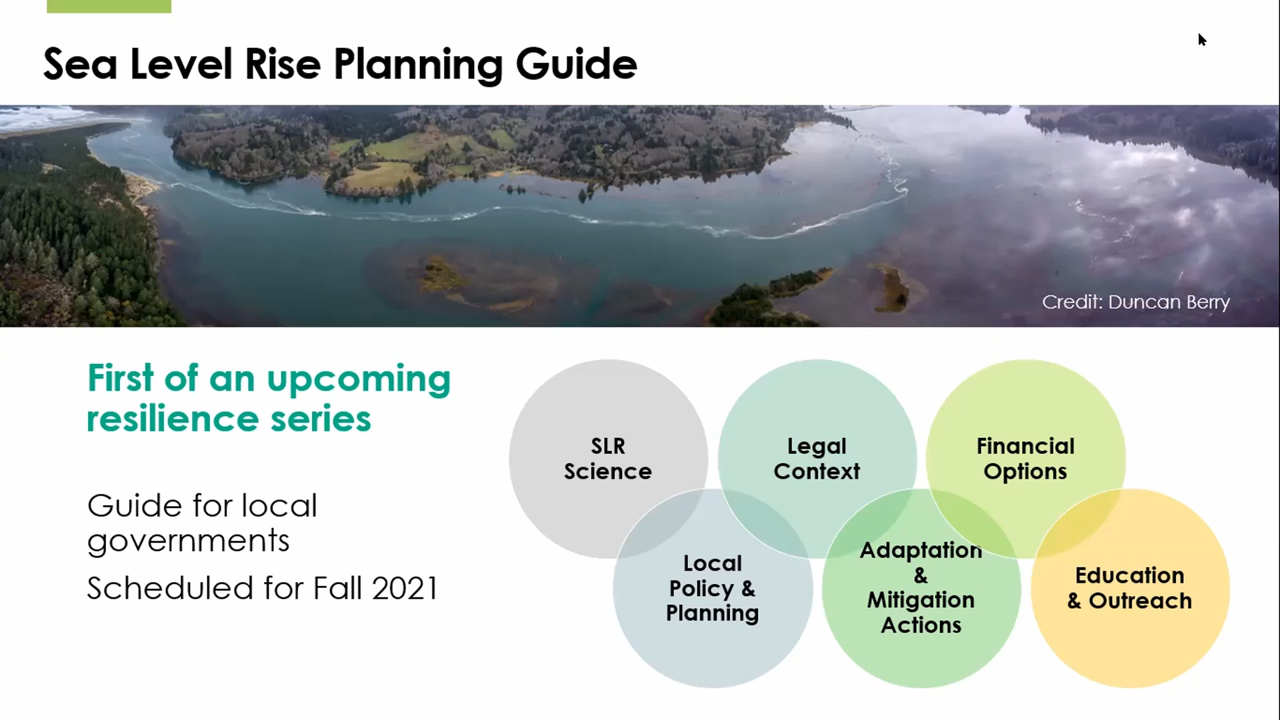 Sea Level Rise Planning Guide
Credit: Duncan Berry
First of an upcoming
resilience series
Guide for local
governments
Scheduled for Fall 2021
SLR
Science
Legal
Context
Financial
Options
Local
Policy &
Planning
Adaptation
&
Mitigation
Actions
Education
& Outreach